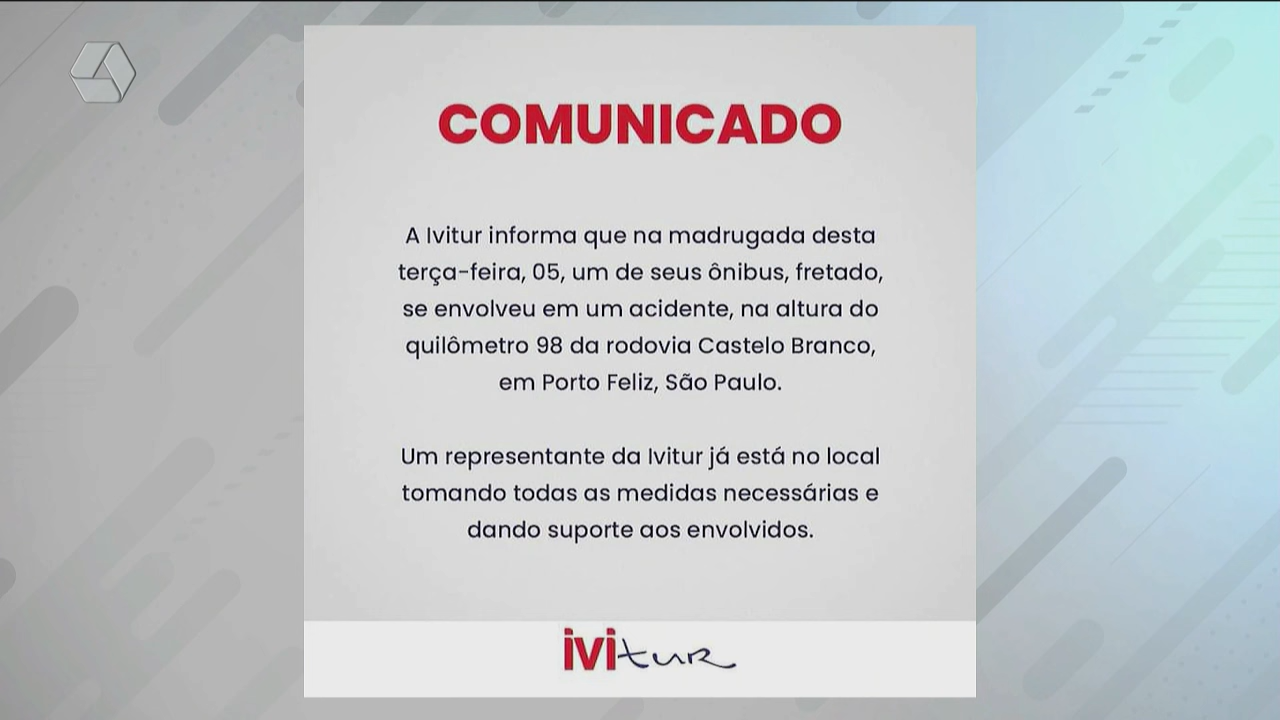 COMUNICADO
A Ivitur informa que na madrugada desta
terça-feira, 05, um de seus ônibus, fretado,
se envolveu em um acidente, na altura do
quilômetro 98 da rodovia Castelo Branco,
em Porto Feliz, São Paulo.
Um representante da Ivitur já está no local
tomando todas as medidas necessárias e
dando suporte aos envolvidos.
ivitur